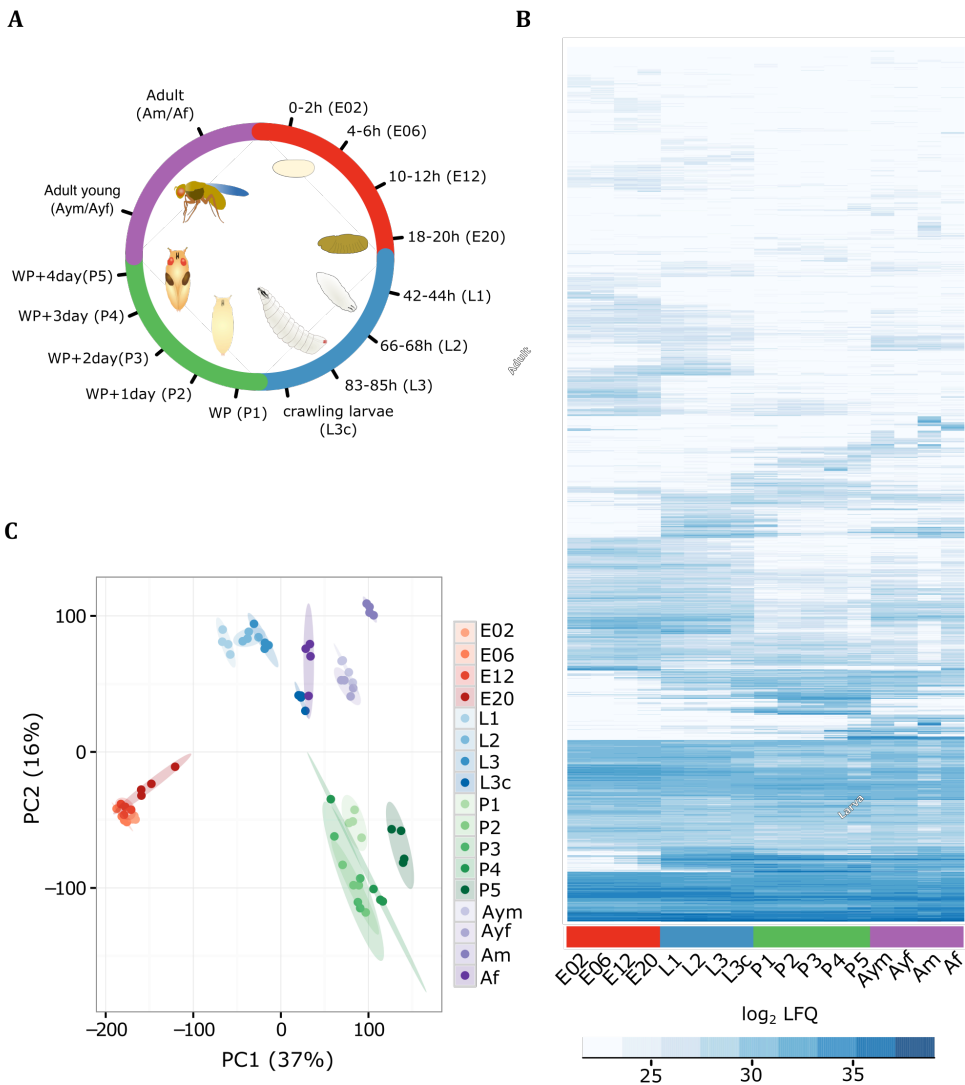 A
B
Adult
(Am/Af)
0-2h (E02)
4-6h (E06)
10-12h (E12)
18-20h (E20)
42-44h (L1)
66-68h (L2)
83-85h (L3)
crawling larvae
(L3c)
WP (P1)
WP+1day (P2)
WP+2day(P3)
WP+3day (P4)
WP+4day(P5)
Adult young
(Aym/Ayf)
Adult
Larva
E02 E06 E12 E20 L1 L2 L3 L3c P1 P2 P3 P4 P5 Aym Ayf Am Af
log₂ LFQ
25 30 35
C
100
0
−100
PC2 (16%)
−200 −100 0 100
PC1 (37%)
E02
E06
E12
E20
L1
L2
L3
L3c
P1
P2
P3
P4
P5
Aym
Ayf
Am
Af